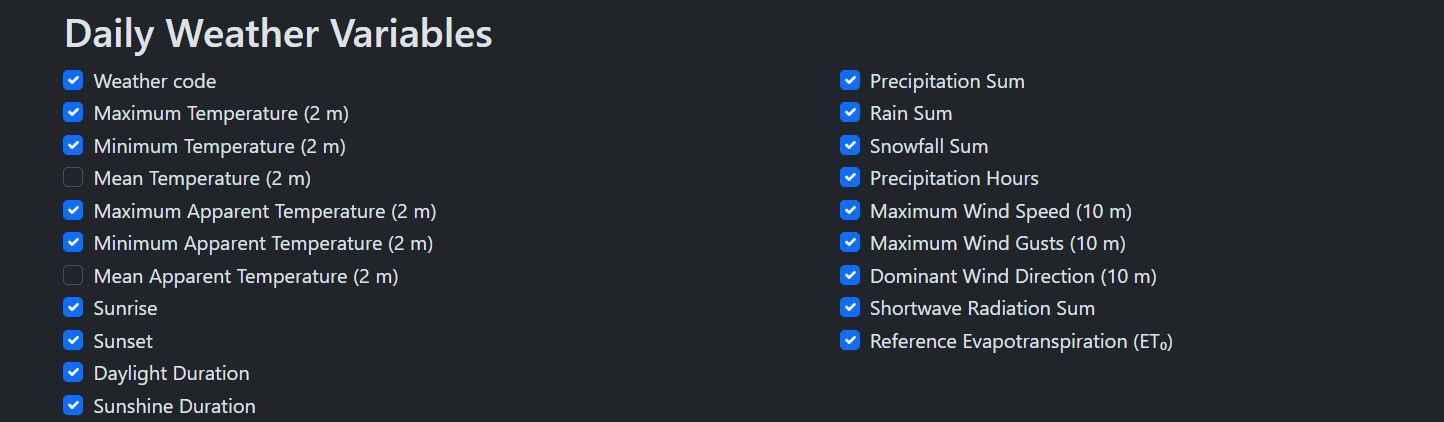 Daily Weather Variables
Weather code
Maximum Temperature (2 m)
Minimum Temperature (2 m)
Mean Temperature (2 m)
Maximum Apparent Temperature (2 m)
Minimum Apparent Temperature (2 m)
Mean Apparent Temperature (2 m)
Sunrise
Sunset
Daylight Duration
Sunshine Duration
Precipitation Sum
Rain Sum
Snowfall Sum
Precipitation Hours
Maximum Wind Speed (10 m)
Maximum Wind Gusts (10 m)
Dominant Wind Direction (10 m)
Shortwave Radiation Sum
Reference Evapotranspiration (ET₀)